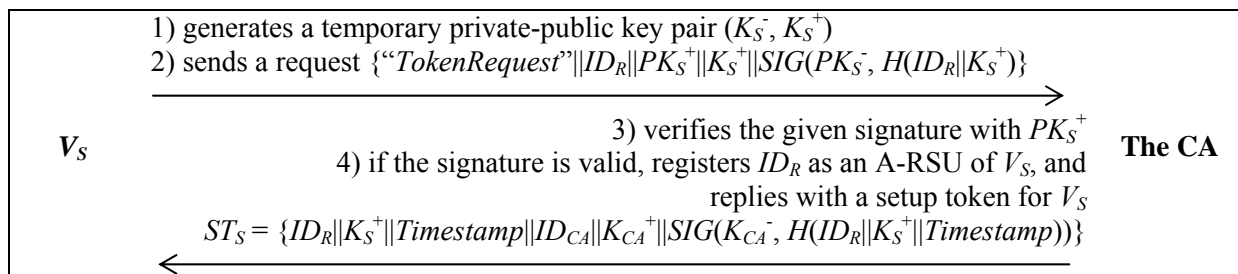 1) generates a temporary private-public key pair (K_S^-, K_S^+)
2) sends a request {“TokenRequest”||ID_R||PK_S^+||K_S^+||SIG(PK_S^-, H(ID_R||K_S^+)}
V_S
3) verifies the given signature with PK_S^+
The CA
4) if the signature is valid, registers ID_R as an A-RSU of V_S, and
replies with a setup token for V_S
ST_S = {ID_R||K_S^+||Timestamp||ID_CA||K_CA^+||SIG(K_CA^-, H(ID_R||K_S^+||Timestamp))}